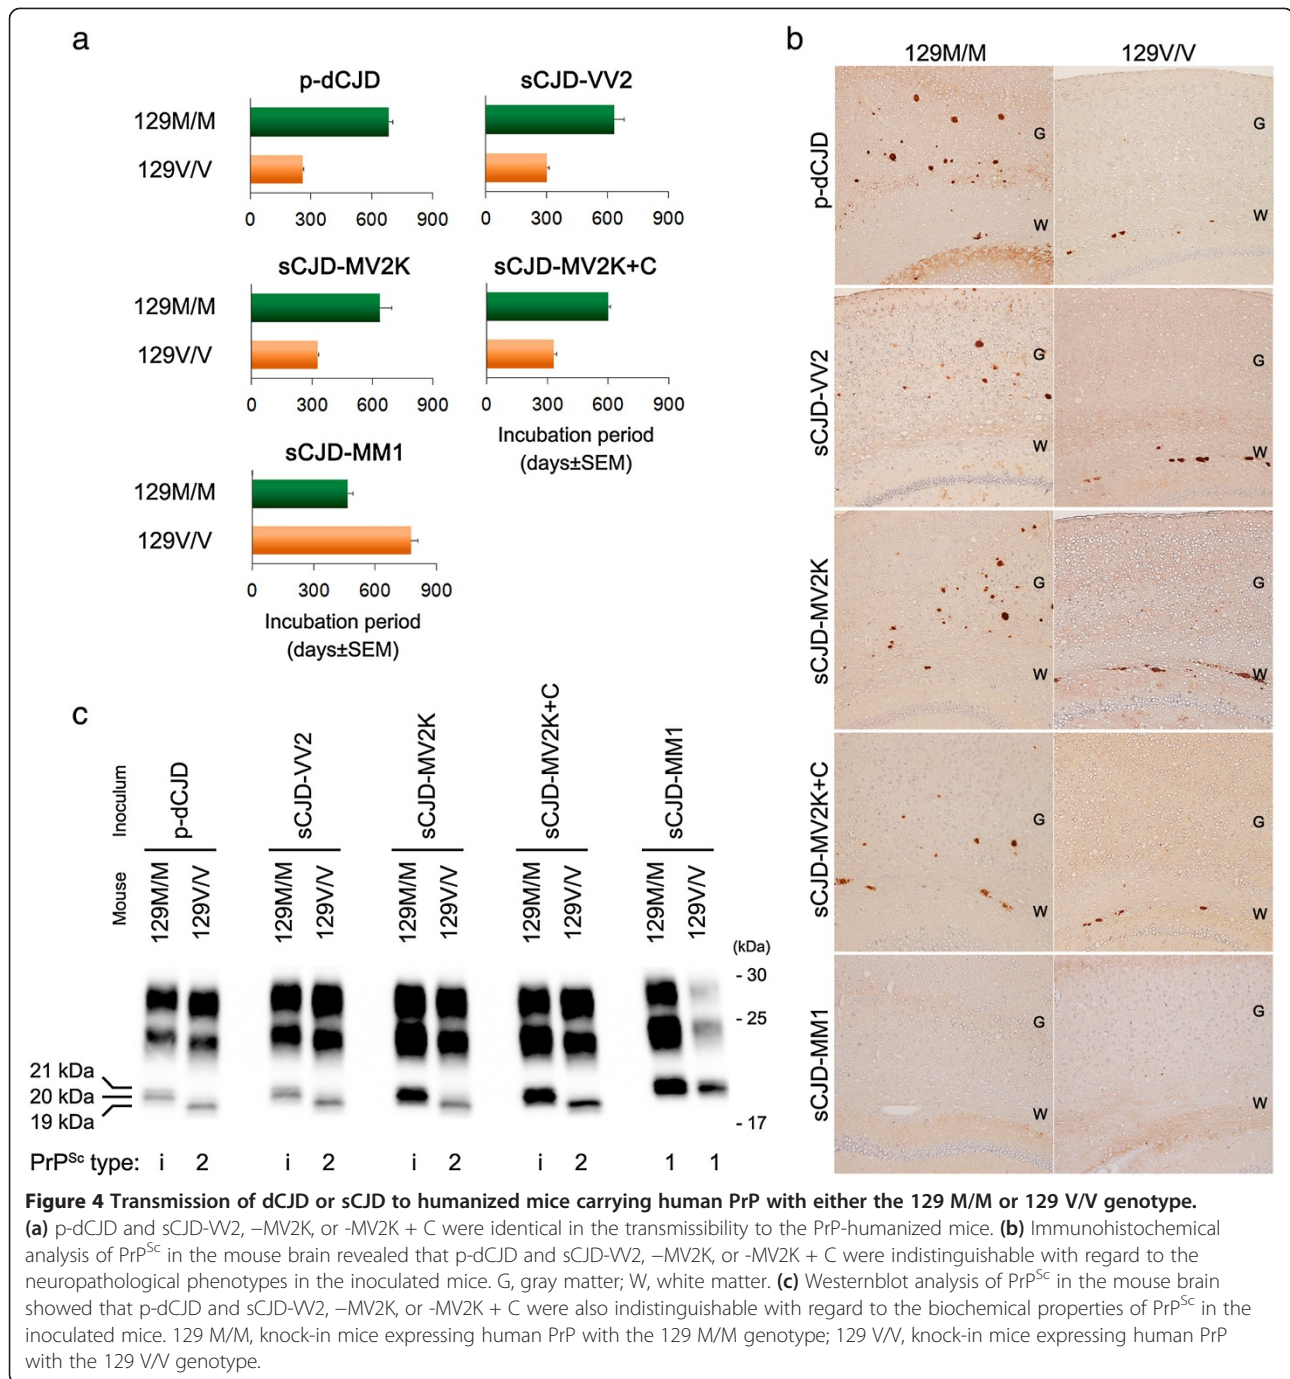 a
p-dCJD
129M/M
129V/V
0 300 600 900
sCJD-VV2
0 300 600 900
sCJD-MV2K
129M/M
129V/V
0 300 600 900
sCJD-MV2K+C
0 300 600 900
Incubation period
(days±SEM)
sCJD-MM1
129M/M
129V/V
0 300 600 900
Incubation period
(days±SEM)
b
129M/M 129V/V
p-dCJD
G
W
G
W
sCJD-VV2
G
W
G
W
sCJD-MV2K
G
W
G
W
sCJD-MV2K+C
G
W
G
W
sCJD-MM1
G
W
G
W
c
Inoculum
p-dCJD
sCJD-VV2
sCJD-MV2K
sCJD-MV2K+C
sCJD-MM1
Mouse
129M/M
129V/V
129M/M
129V/V
129M/M
129V/V
129M/M
129V/V
129M/M
129V/V
(kDa)
- 30
- 25
- 17
21 kDa
20 kDa
19 kDa
PrPSc type: i 2 i 2 i 2 i 2 1 1
Figure 4 Transmission of dCJD or sCJD to humanized mice carrying human PrP with either the 129 M/M or 129 V/V genotype.
(a) p-dCJD and sCJD-VV2, –MV2K, or -MV2K + C were identical in the transmissibility to the PrP-humanized mice. (b) Immunohistochemical
analysis of PrPSc in the mouse brain revealed that p-dCJD and sCJD-VV2, –MV2K, or -MV2K + C were indistinguishable with regard to the
neuropathological phenotypes in the inoculated mice. G, gray matter; W, white matter. (c) Westernblot analysis of PrPSc in the mouse brain
showed that p-dCJD and sCJD-VV2, –MV2K, or -MV2K + C were also indistinguishable with regard to the biochemical properties of PrPSc in the
inoculated mice. 129 M/M, knock-in mice expressing human PrP with the 129 M/M genotype; 129 V/V, knock-in mice expressing human PrP
with the 129 V/V genotype.